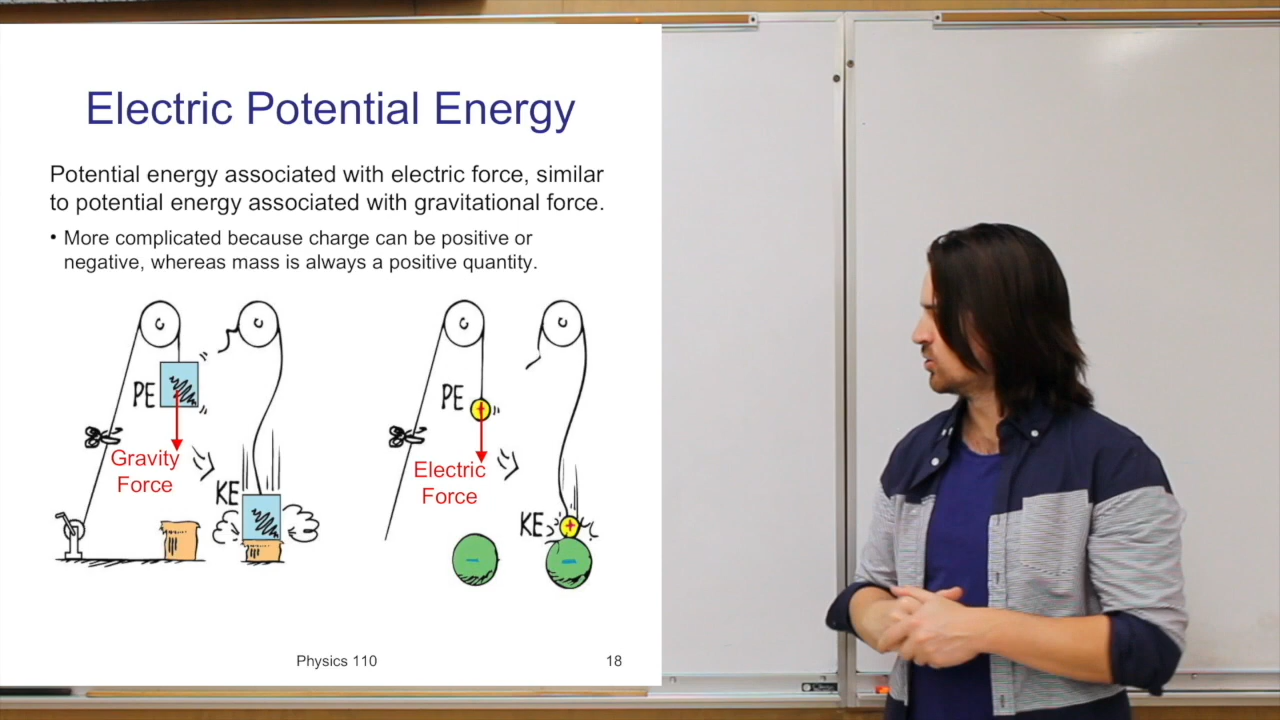 Electric Potential Energy
Potential energy associated with electric force, similar
to potential energy associated with gravitational force.
• More complicated because charge can be positive or
negative, whereas mass is always a positive quantity.
PE
Gravity
Force
KE
PE
+
Electric
Force
KE
+
-
-
Physics 110
18